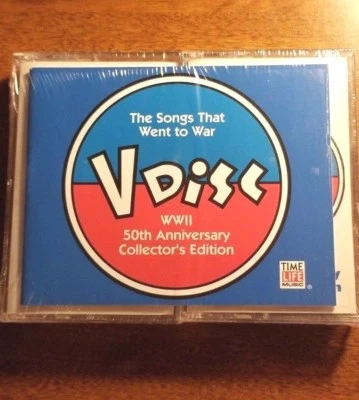 The Songs That
Went to War
V Disc
WWII
50th Anniversary
Collector's Edition
TIME
LIFE
MUSIC
®